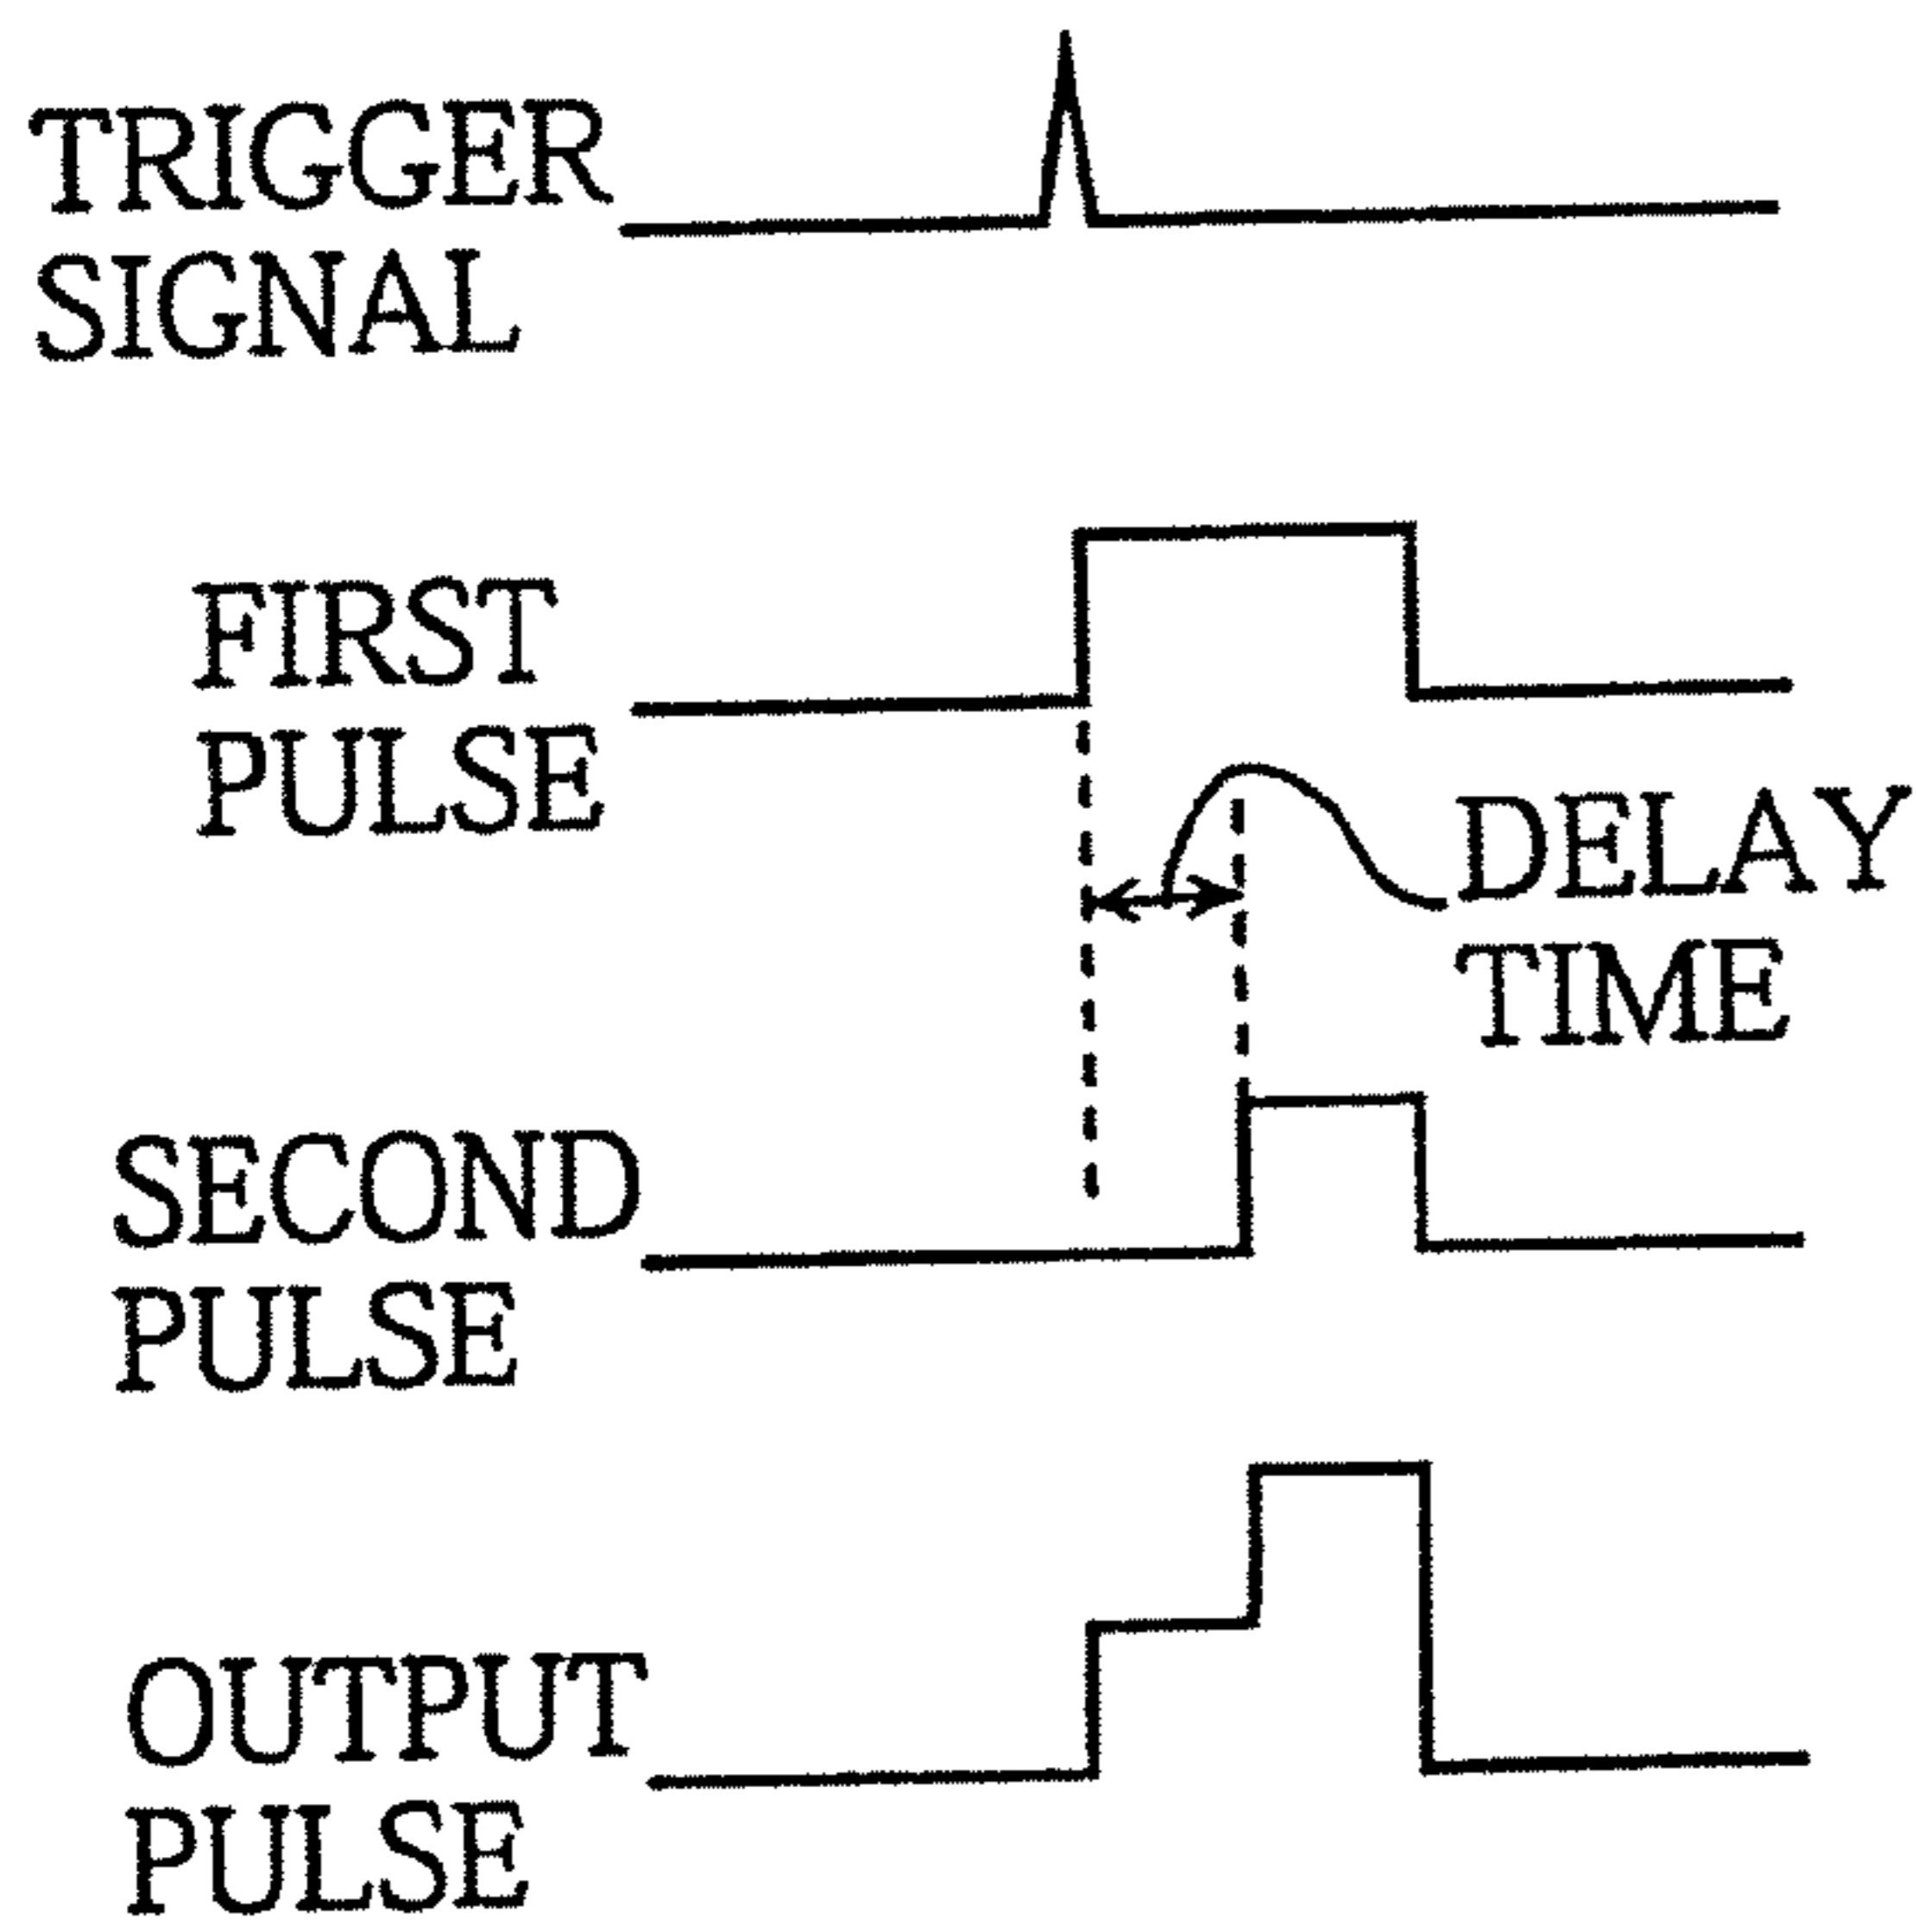 TRIGGER
SIGNAL
FIRST
PULSE
DELAY
TIME
SECOND
PULSE
OUTPUT
PULSE